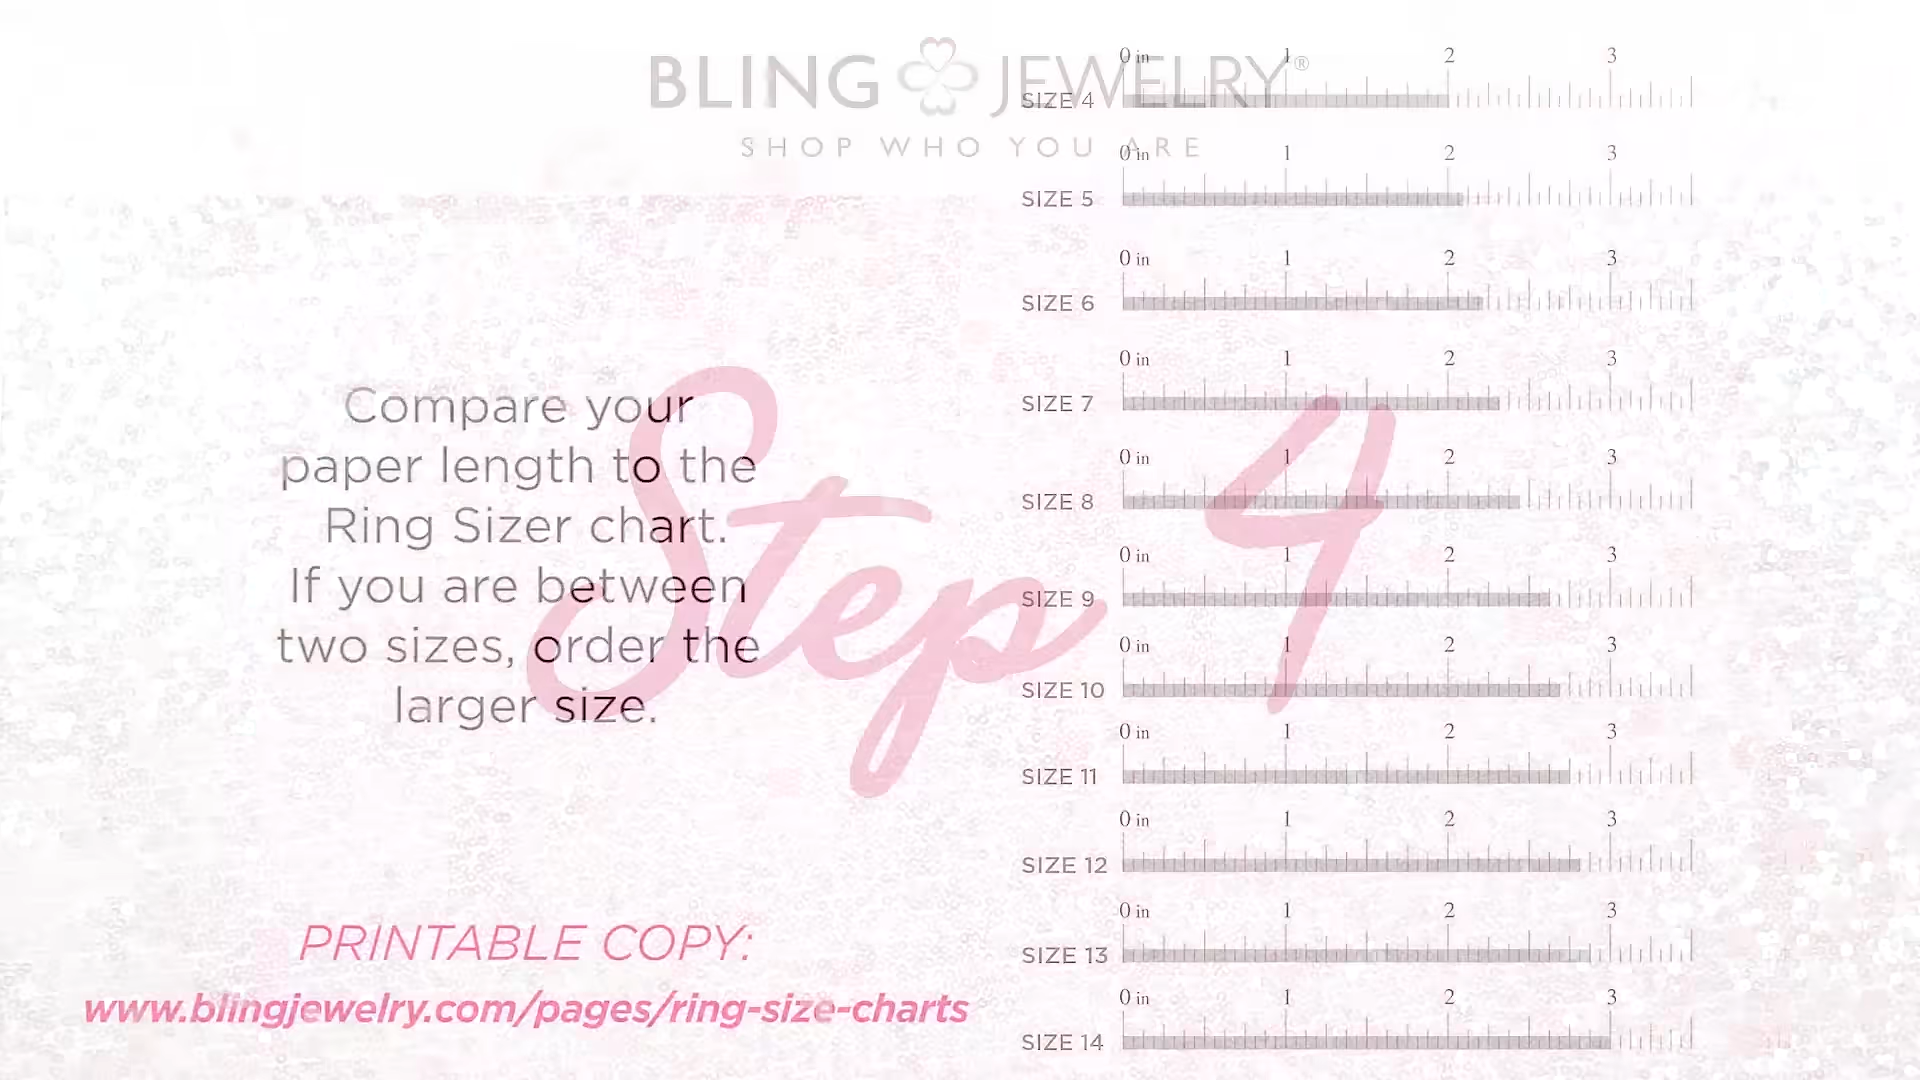 BLING JEWELRY®
SHOP WHO YOU ARE
Step 4
Compare your
paper length to the
Ring Sizer chart.
If you are between
two sizes, order the
larger size.
PRINTABLE COPY:
www.blingjewelry.com/pages/ring-size-charts
0 in 1 2 3
SIZE 4
0 in 1 2 3
SIZE 5
0 in 1 2 3
SIZE 6
0 in 1 2 3
SIZE 7
0 in 1 2 3
SIZE 8
0 in 1 2 3
SIZE 9
0 in 1 2 3
SIZE 10
0 in 1 2 3
SIZE 11
0 in 1 2 3
SIZE 12
0 in 1 2 3
SIZE 13
0 in 1 2 3
SIZE 14